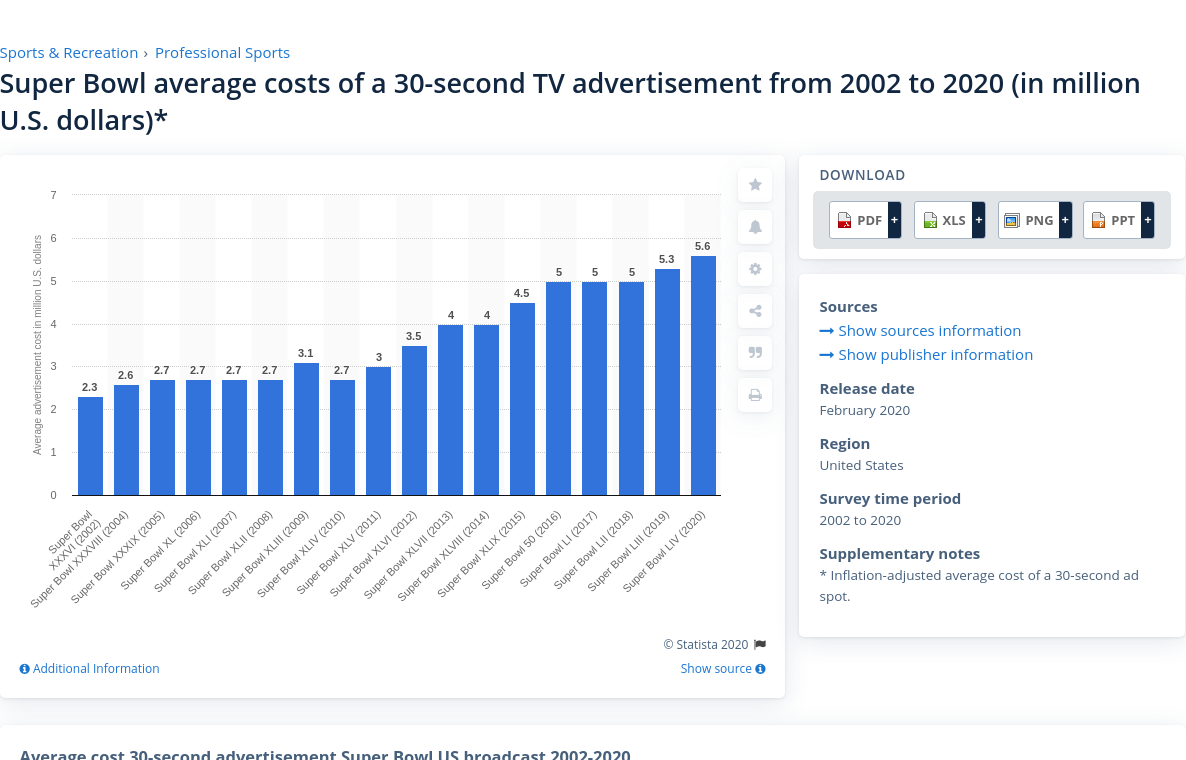 Sports & Recreation › Professional Sports
Super Bowl average costs of a 30-second TV advertisement from 2002 to 2020 (in million
U.S. dollars)*
Average advertisement cost in million U.S. dollars
7
6
5
4
3
2
1
0
2.3
2.6
2.7
2.7
2.7
2.7
3.1
2.7
3
3.5
4
4
4.5
5
5
5
5.3
5.6
Super Bowl
XXXVI (2002)
Super Bowl XXXVIII (2004)
Super Bowl XXXIX (2005)
Super Bowl XL (2006)
Super Bowl XLI (2007)
Super Bowl XLII (2008)
Super Bowl XLIII (2009)
Super Bowl XLIV (2010)
Super Bowl XLV (2011)
Super Bowl XLVI (2012)
Super Bowl XLVII (2013)
Super Bowl XLVIII (2014)
Super Bowl XLIX (2015)
Super Bowl 50 (2016)
Super Bowl LI (2017)
Super Bowl LII (2018)
Super Bowl LIII (2019)
Super Bowl LIV (2020)
© Statista 2020
Additional Information
Show source
DOWNLOAD
PDF + XLS + PNG + PPT +
Sources
Show sources information
Show publisher information
Release date
February 2020
Region
United States
Survey time period
2002 to 2020
Supplementary notes
* Inflation-adjusted average cost of a 30-second ad
spot.
Average cost 30-second advertisement Super Bowl US broadcast 2002-2020